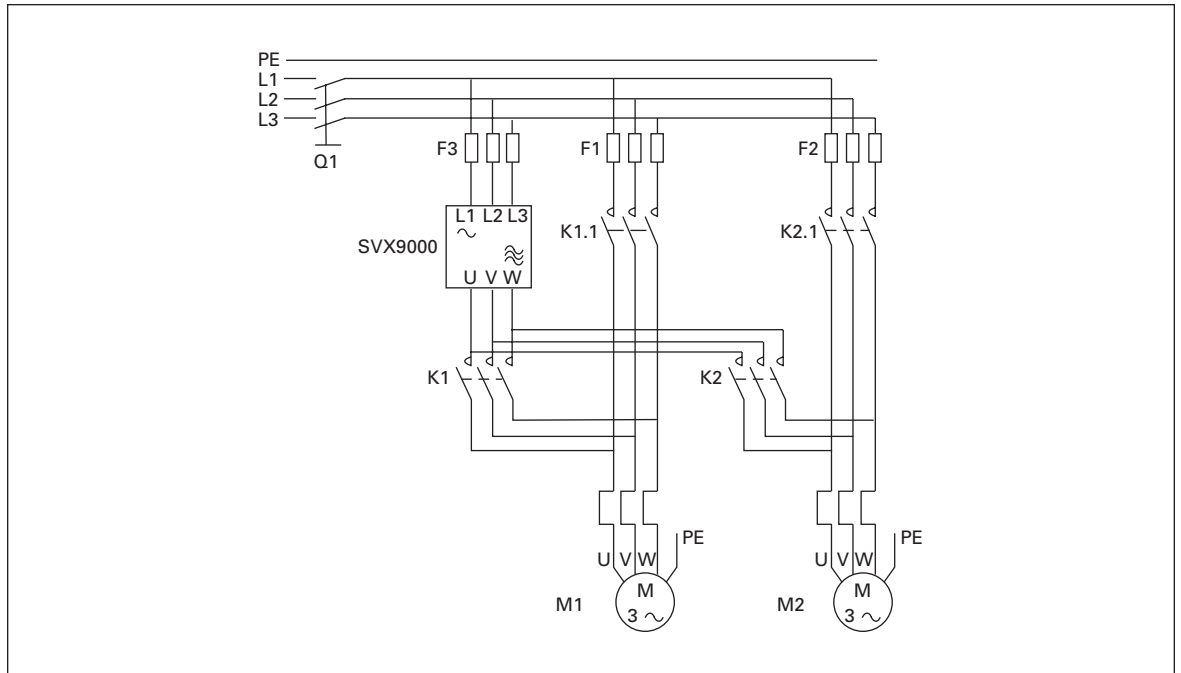 PE
L1
L2
L3
Q1
F3
F1
F2
L1 L2 L3
SVX9000
U V W
K1.1
K2.1
K1
K2
U V W
PE
M
3
M1
U V W
PE
M
3
M2